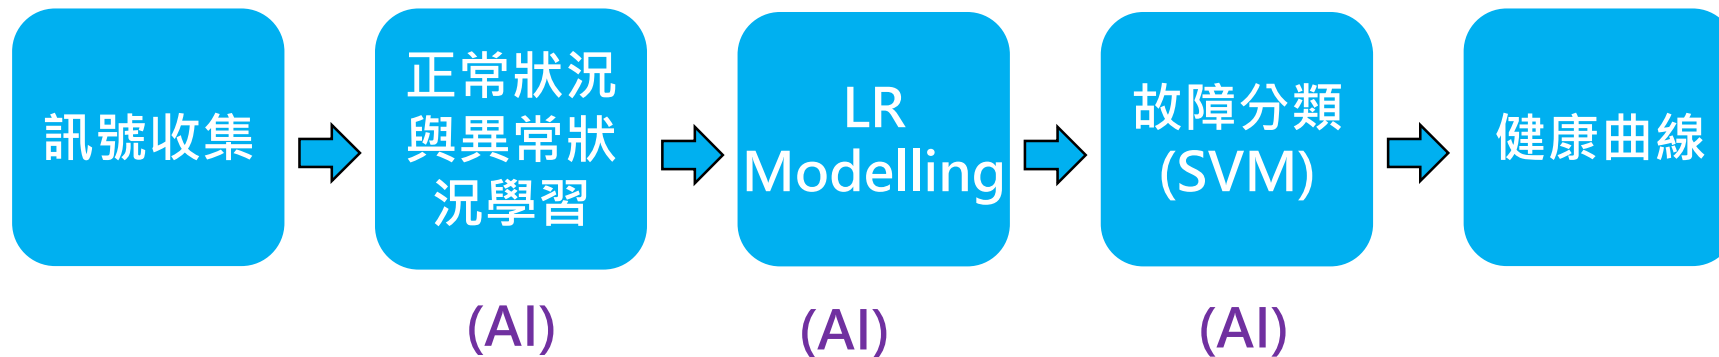 訊號收集
正常狀況
與異常狀
況學習
LR
Modelling
故障分類
(SVM)
健康曲線
(AI)
(AI)
(AI)